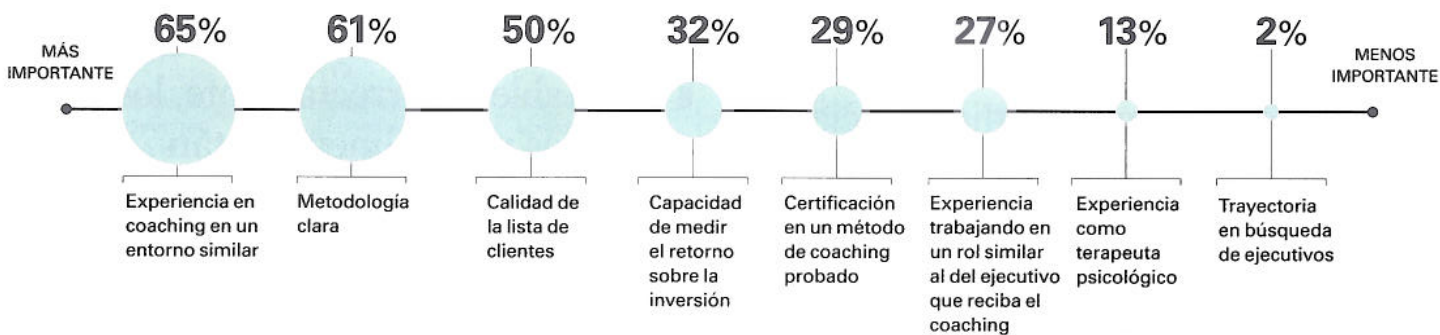 65%
61%
50%
32%
29%
27%
13%
2%
MÁS
IMPORTANTE
MENOS
IMPORTANTE
Experiencia en
coaching en un
entorno similar
Metodología
clara
Calidad de
la lista de
clientes
Capacidad
de medir
el retorno
sobre la
inversión
Certificación
en un método
de coaching
probado
Experiencia
trabajando en
un rol similar
al del ejecutivo
que reciba el
coaching
Experiencia
como
terapeuta
psicológico
Trayectoria
en búsqueda
de ejecutivos